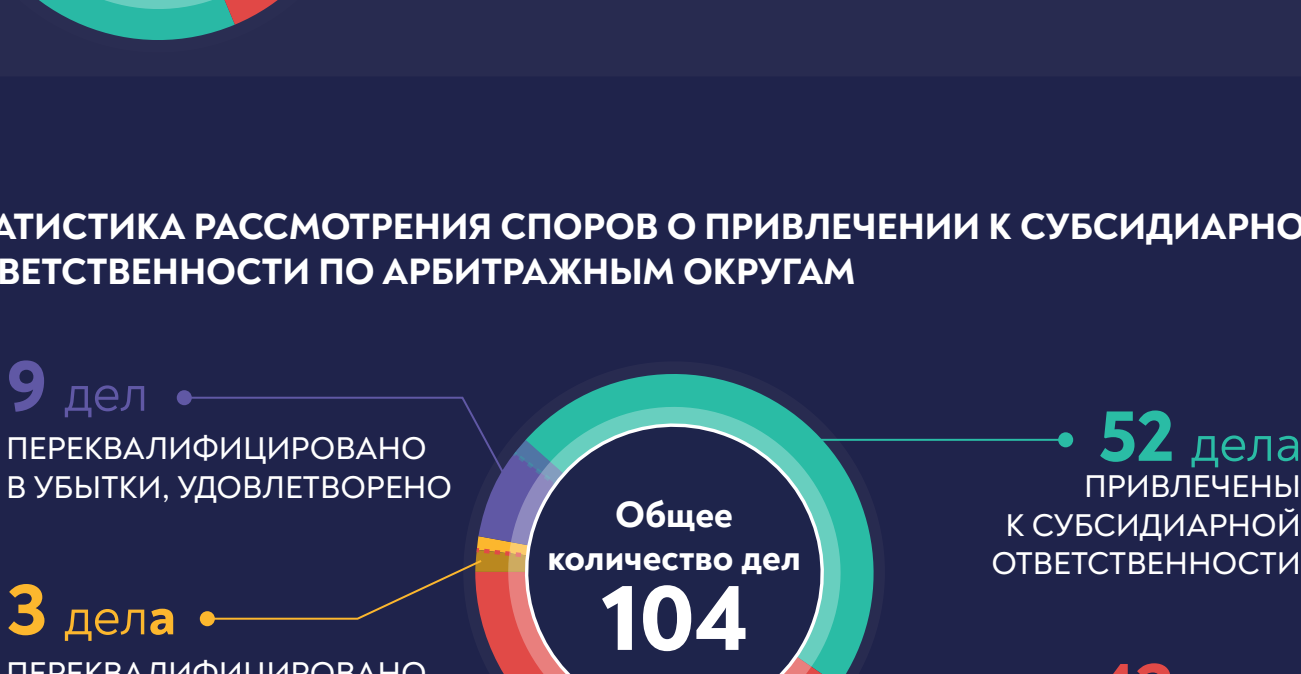 АТИСТИКА РАССМОТРЕНИЯ СПОРОВ О ПРИВЛЕЧЕНИИ К СУБСИДИАРНО
ВЕТСТВЕННОСТИ ПО АРБИТРАЖНЫМ ОКРУГАМ
9 дел
ПЕРЕКВАЛИФИЦИРОВАНО
В УБЫТКИ, УДОВЛЕТВОРЕНО
3 дела
ПЕРЕКВАЛИФИЦИРОВАНО
Общее
количество дел
104
52 дела
ПРИВЛЕЧЕНЫ
К СУБСИДИАРНОЙ
ОТВЕТСТВЕННОСТИ